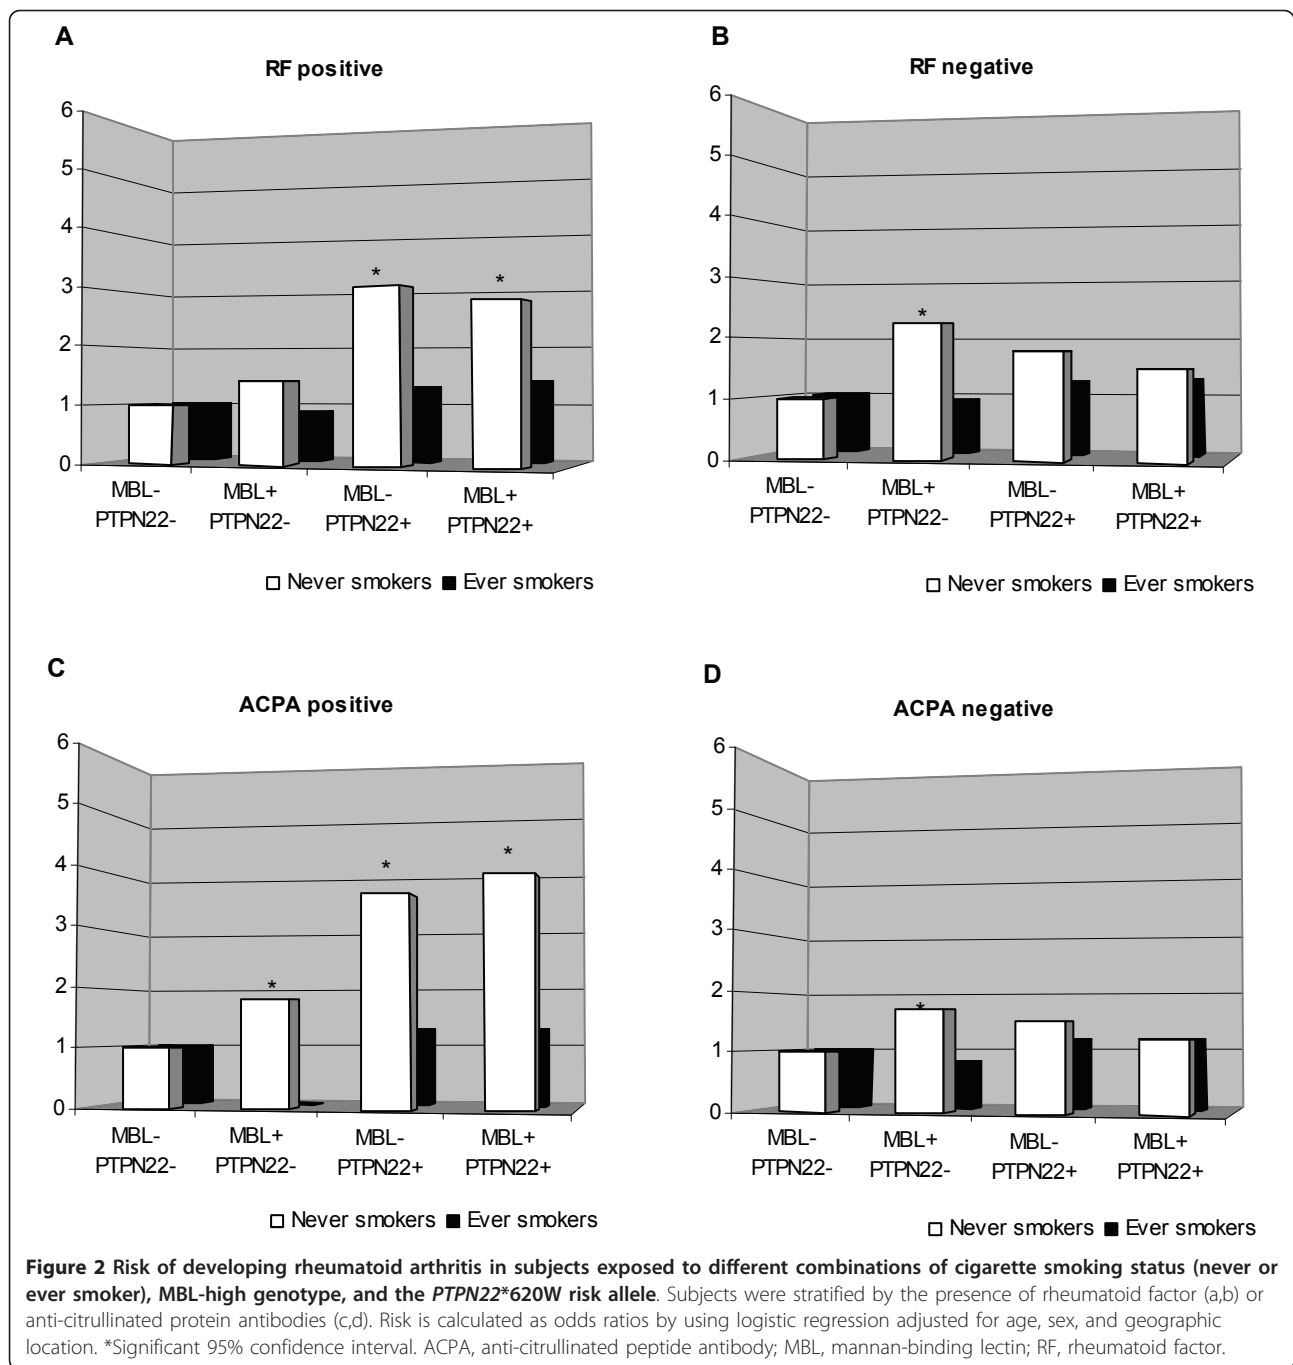 A
RF positive
6
5
4
3
2
1
0
*
*
MBL-
PTPN22-
MBL+
PTPN22-
MBL-
PTPN22+
MBL+
PTPN22+
Never smokers
Ever smokers
B
RF negative
6
5
4
3
2
1
0
*
MBL-
PTPN22-
MBL+
PTPN22-
MBL-
PTPN22+
MBL+
PTPN22+
Never smokers
Ever smokers
C
ACPA positive
6
5
4
3
2
1
0
*
*
*
MBL-
PTPN22-
MBL+
PTPN22-
MBL-
PTPN22+
MBL+
PTPN22+
Never smokers
Ever smokers
D
ACPA negative
6
5
4
3
2
1
0
*
MBL-
PTPN22-
MBL+
PTPN22-
MBL-
PTPN22+
MBL+
PTPN22+
Never smokers
Ever smokers
Figure 2 Risk of developing rheumatoid arthritis in subjects exposed to different combinations of cigarette smoking status (never or
ever smoker), MBL-high genotype, and the PTPN22*620W risk allele. Subjects were stratified by the presence of rheumatoid factor (a,b) or
anti-citrullinated protein antibodies (c,d). Risk is calculated as odds ratios by using logistic regression adjusted for age, sex, and geographic
location. *Significant 95% confidence interval. ACPA, anti-citrullinated peptide antibody; MBL, mannan-binding lectin; RF, rheumatoid factor.